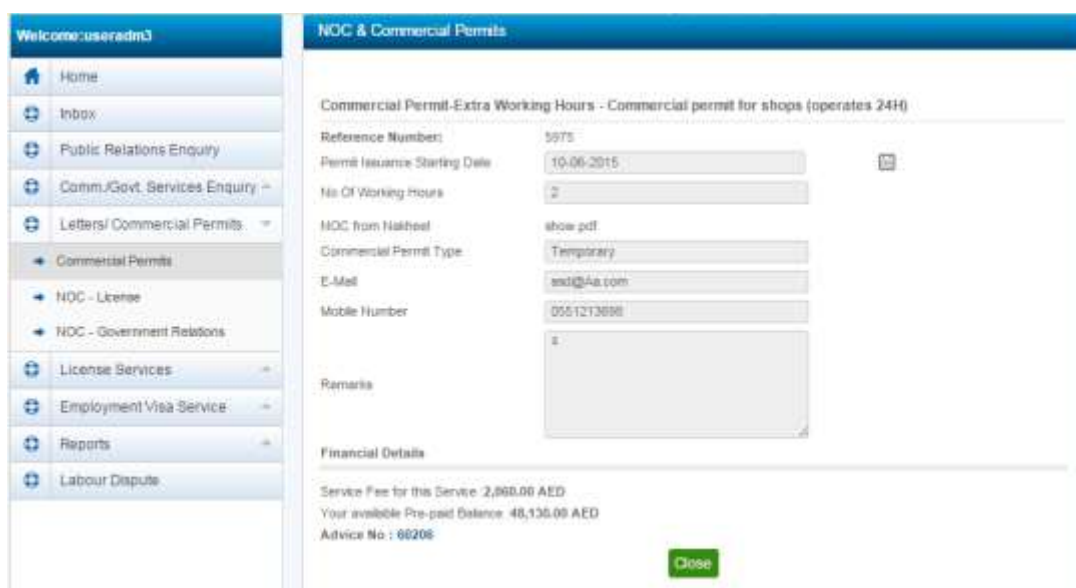 Welcome:useradm3
Home
Inbox
Public Relations Enquiry
Comm./Govt. Services Enquiry
Letters/ Commercial Permits
Commercial Permits
NOC - License
NOC - Government Relations
License Services
Employment Visa Service
Reports
Labour Dispute
NOC & Commercial Permits
Commercial Permit-Extra Working Hours - Commercial permit for shops (operates 24H)
Reference Number: 5975
Permit Issuance Starting Date 10-06-2015
No Of Working Hours 2
NOC from Nakheel show pdf
Commercial Permit Type Temporary
E-Mail
Mobile Number
Remarks
Financial Details
Service Fee for this Service 2,060.00 AED
Your available Pre-paid Balance 48,130.00 AED
Advice No : 60206
Close